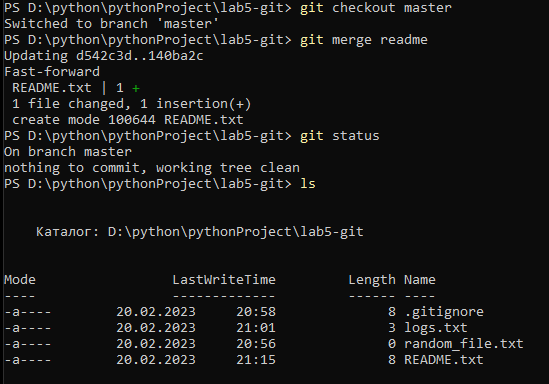 PS D:\python\pythonProject\lab5-git> git checkout master
Switched to branch 'master'
PS D:\python\pythonProject\lab5-git> git merge readme
Updating d542c3d..140ba2c
Fast-forward
 README.txt | 1 +
 1 file changed, 1 insertion(+)
 create mode 100644 README.txt
PS D:\python\pythonProject\lab5-git> git status
On branch master
nothing to commit, working tree clean
PS D:\python\pythonProject\lab5-git> ls
    Каталог: D:\python\pythonProject\lab5-git
Mode                 LastWriteTime         Length Name
----                 -------------         ------ ----
-a----        20.02.2023     20:58              8 .gitignore
-a----        20.02.2023     21:01              3 logs.txt
-a----        20.02.2023     20:56              0 random_file.txt
-a----        20.02.2023     21:15              8 README.txt